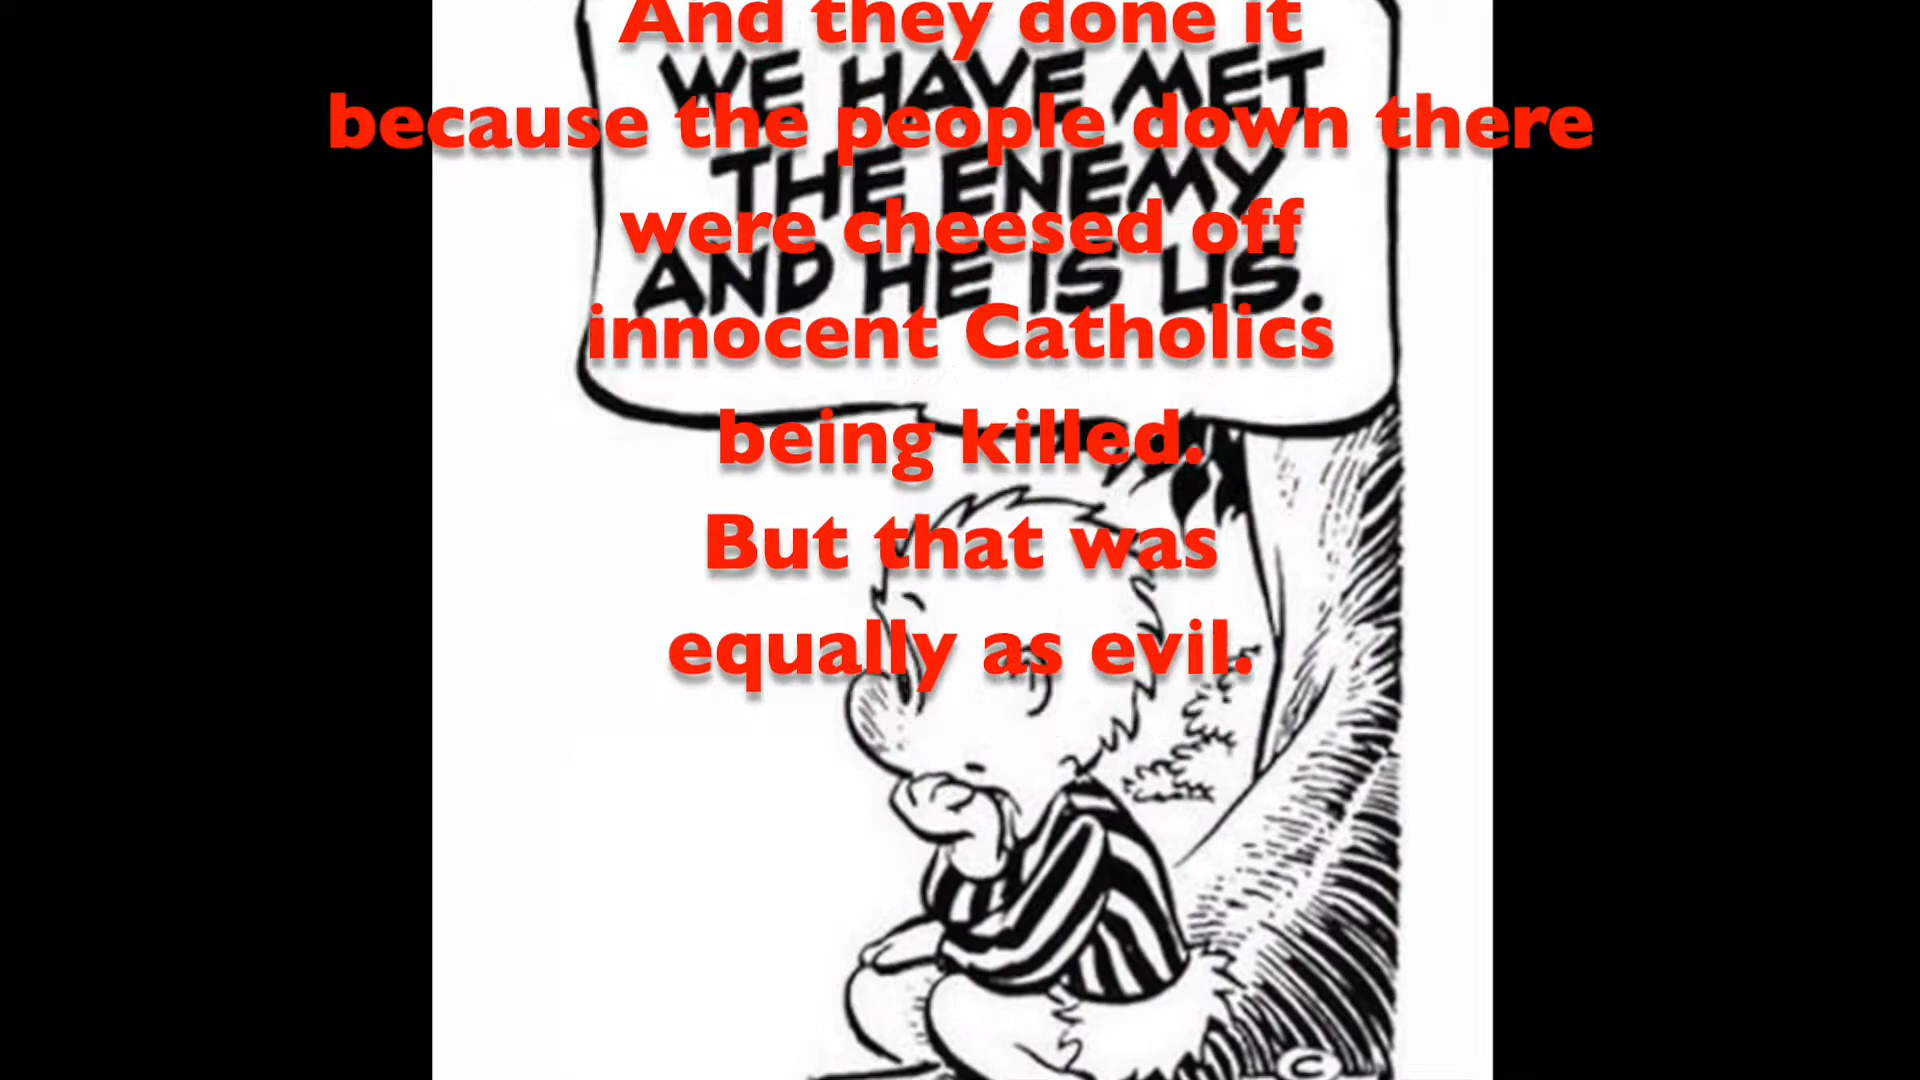 And they done it
WE HAVE MET
because the people down there
THE ENEMY
were cheesed off
AND HE IS US.
innocent Catholics
being killed.
But that was
equally as evil.
C